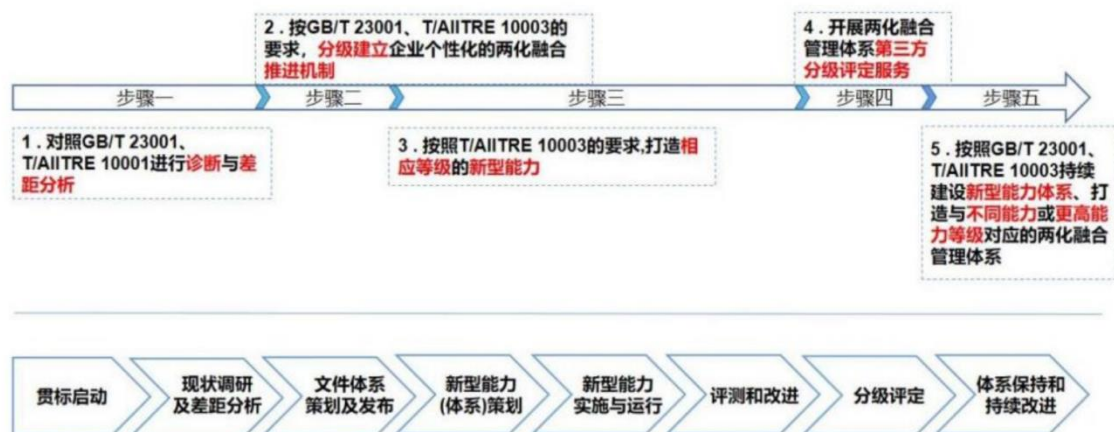 2 . 按GB/T 23001、T/AIITRE 10003的
要求，分级建立企业个性化的两化融合
推进机制
4 . 开展两化融合
管理体系第三方
分级评定服务
步骤一
步骤二
步骤三
步骤四
步骤五
1 . 对照GB/T 23001、
T/AIITRE 10001进行诊断与差
距分析
3 . 按照T/AIITRE 10003的要求,打造相
应等级的新型能力
5 . 按照GB/T 23001、
T/AIITRE 10003持续
建设新型能力体系、打
造与不同能力或更高能
力等级对应的两化融合
管理体系
贯标启动
现状调研
及差距分析
文件体系
策划及发布
新型能力
(体系)策划
新型能力
实施与运行
评测和改进
分级评定
体系保持和
持续改进